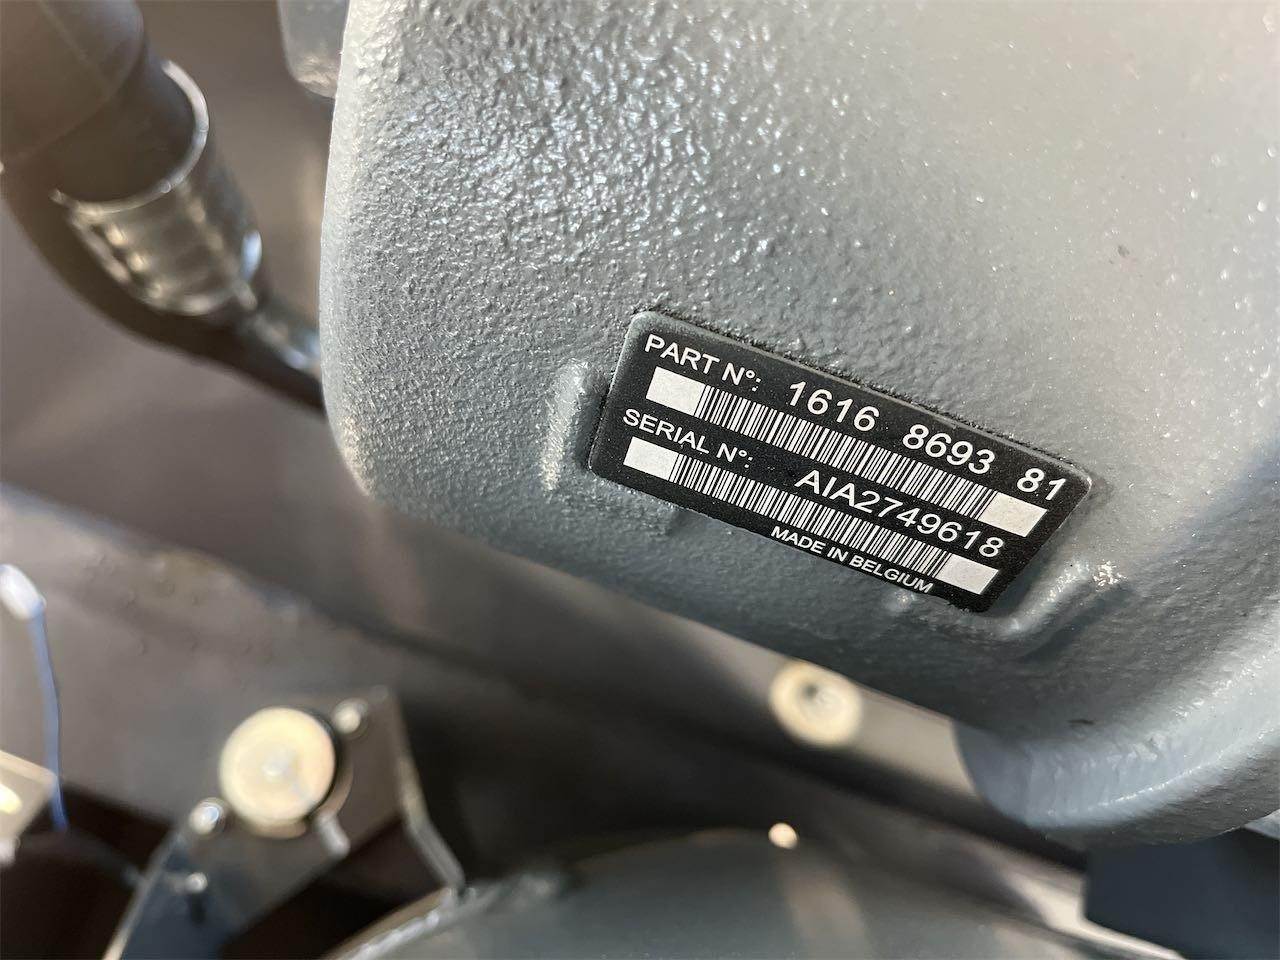 PART N°: 1616 8693 81
SERIAL N°: AIA2749618
MADE IN BELGIUM